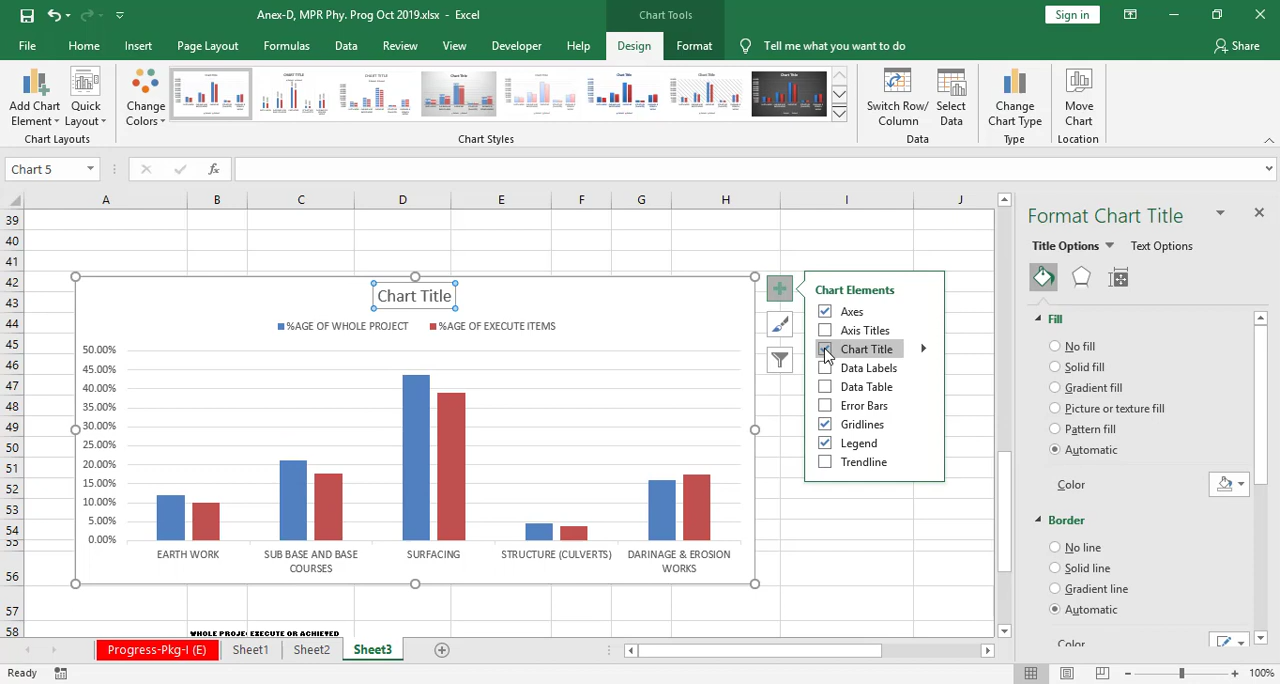 Anex-D, MPR Phy. Prog Oct 2019.xlsx - Excel
Chart Tools
Sign in
File Home Insert Page Layout Formulas Data Review View Developer Help Design Format Tell me what you want to do Share
Add Chart Element
Quick Layout
Change Colors
Switch Row/ Column
Select Data
Change Chart Type
Move Chart
Chart Layouts
Chart Styles
Data
Type
Location
Chart 5
fx
A B C D E F G H I J
39
40
41
42
43
44
45
46
47
48
49
50
51
52
53
54
55
56
57
58
Chart Title
%AGE OF WHOLE PROJECT %AGE OF EXECUTE ITEMS
50.00%
45.00%
40.00%
35.00%
30.00%
25.00%
20.00%
15.00%
10.00%
5.00%
0.00%
EARTH WORK
SUB BASE AND BASE COURSES
SURFACING
STRUCTURE (CULVERTS)
DARINAGE & EROSION WORKS
WHOLE PROJE EXECUTE OR ACHIEVED
Chart Elements
Axes
Axis Titles
Chart Title
Data Labels
Data Table
Error Bars
Gridlines
Legend
Trendline
Format Chart Title
Title Options Text Options
Fill
No fill
Solid fill
Gradient fill
Picture or texture fill
Pattern fill
Automatic
Color
Border
No line
Solid line
Gradient line
Automatic
Color
Progress-Pkg-I (E) Sheet1 Sheet2 Sheet3
Ready
100%